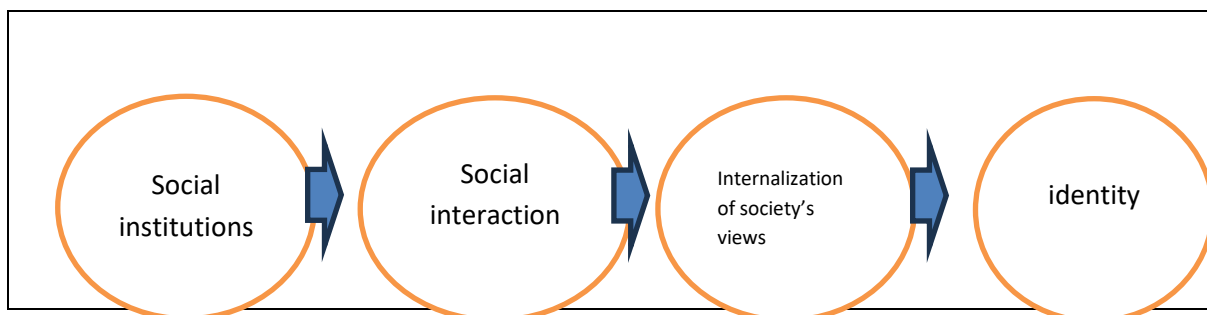 Social
institutions
Social
interaction
Internalization
of society’s
views
identity